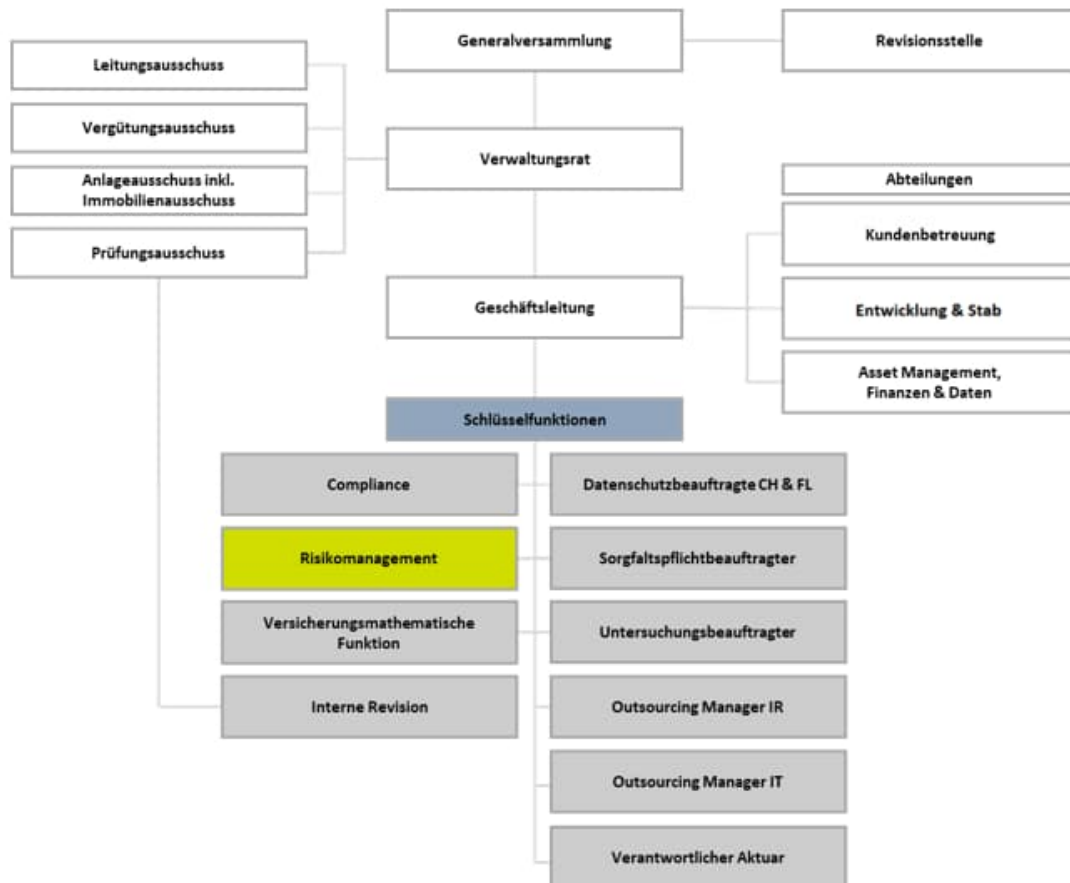 Generalversammlung
Revisionsstelle
Leitungsausschuss
Vergütungsausschuss
Verwaltungsrat
Anlageausschuss inkl.
Immobilienausschuss
Abteilungen
Prüfungsausschuss
Kundenbetreuung
Geschäftsleitung
Entwicklung & Stab
Asset Management,
Finanzen & Daten
Schlüsselfunktionen
Compliance
Datenschutzbeauftragte CH & FL
Risikomanagement
Sorgfaltspflichtbeauftragter
Versicherungsmathematische
Funktion
Untersuchungsbeauftragter
Interne Revision
Outsourcing Manager IR
Outsourcing Manager IT
Verantwortlicher Aktuar